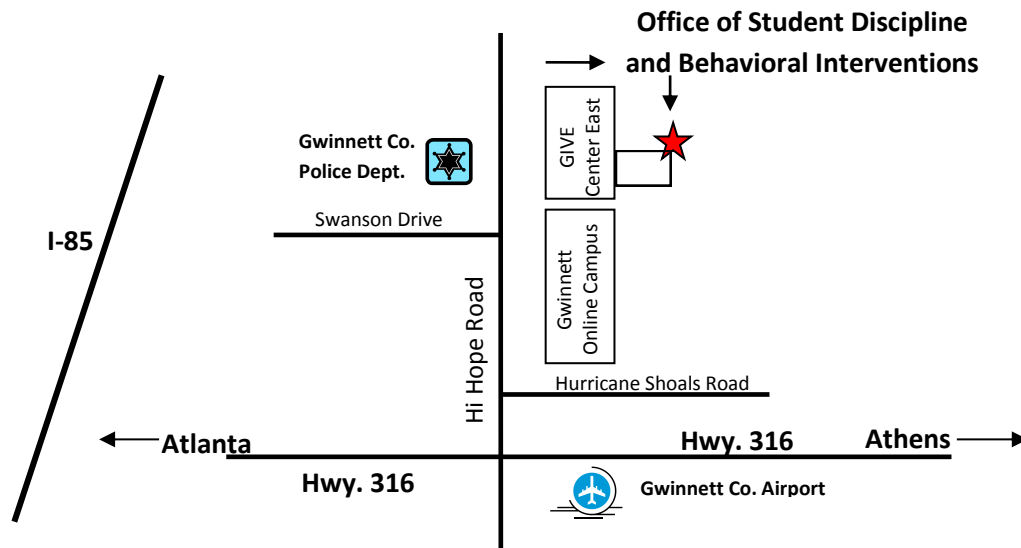 Office of Student Discipline
and Behavioral Interventions
GIVE
Center East
Gwinnett Co.
Police Dept.
Swanson Drive
I-85
Gwinnett
Online Campus
Hi Hope Road
Hurricane Shoals Road
Atlanta
Hwy. 316
Athens
Hwy. 316
Gwinnett Co. Airport